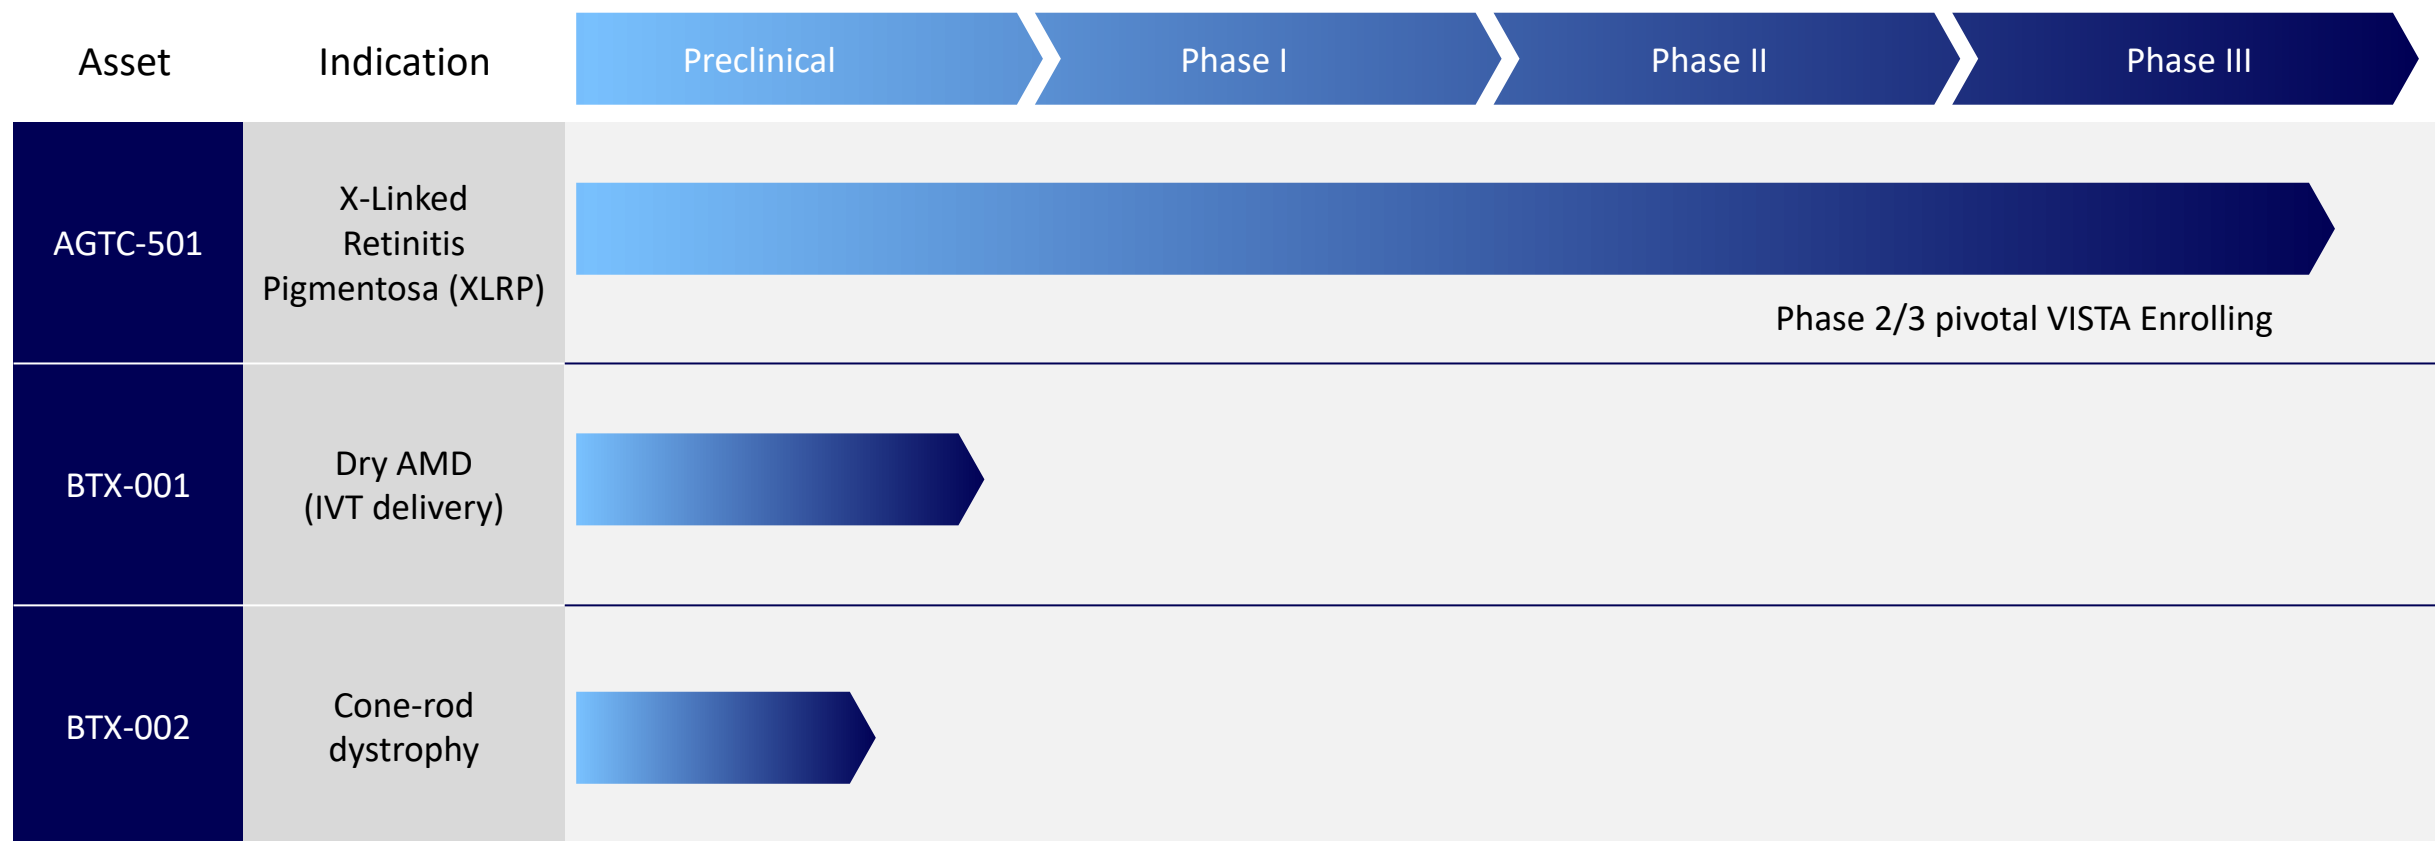 Asset
Indication
Preclinical
Phase I
Phase II
Phase III
AGTC-501
X-Linked
Retinitis
Pigmentosa (XLRP)
Phase 2/3 pivotal VISTA Enrolling
BTX-001
Dry AMD
(IVT delivery)
BTX-002
Cone-rod
dystrophy